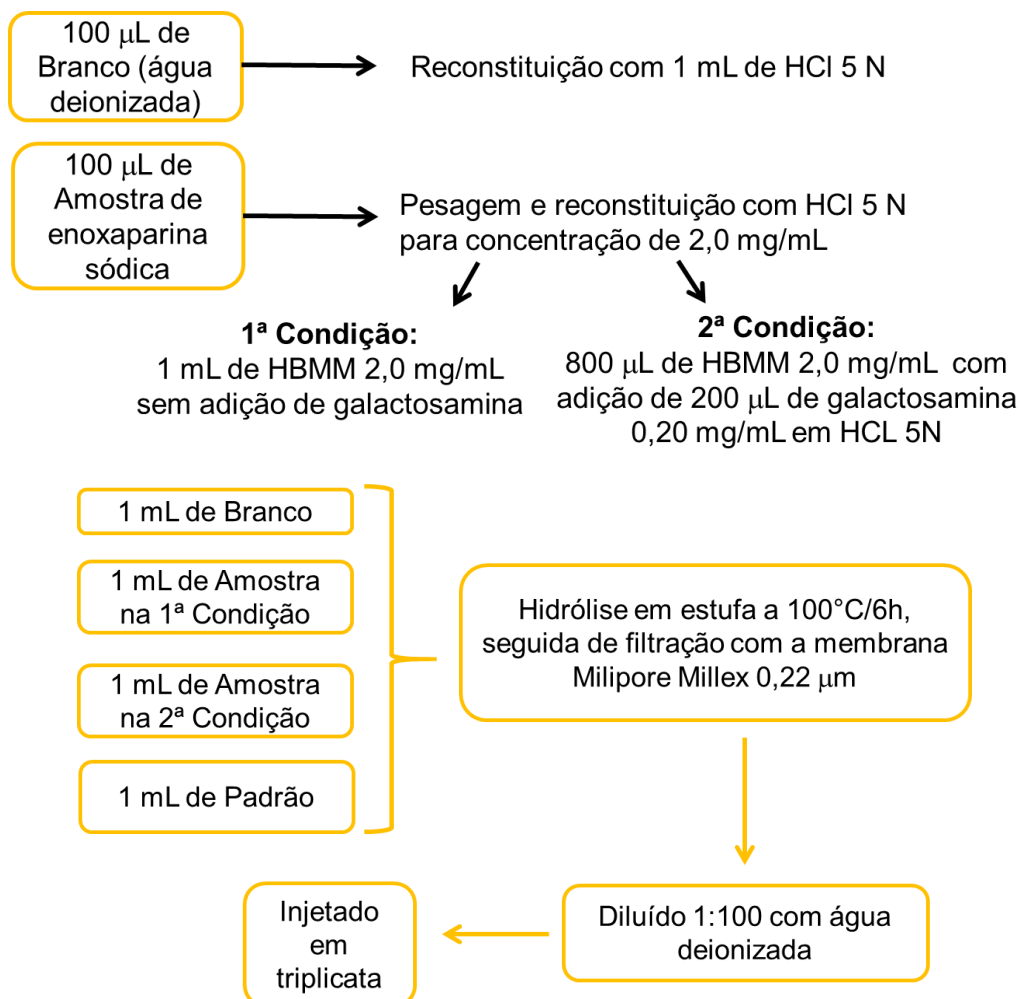 100 μL de
Branco (água
deionizada)
Reconstituição com 1 mL de HCl 5 N
100 μL de
Amostra de
enoxaparina
sódica
Pesagem e reconstituição com HCl 5 N
para concentração de 2,0 mg/mL
1ª Condição:
1 mL de HBMM 2,0 mg/mL
sem adição de galactosamina
2ª Condição:
800 μL de HBMM 2,0 mg/mL com
adição de 200 μL de galactosamina
0,20 mg/mL em HCL 5N
1 mL de Branco
1 mL de Amostra
na 1ª Condição
1 mL de Amostra
na 2ª Condição
1 mL de Padrão
Hidrólise em estufa a 100°C/6h,
seguida de filtração com a membrana
Milipore Millex 0,22 μm
Diluído 1:100 com água
deionizada
Injetado
em
triplicata